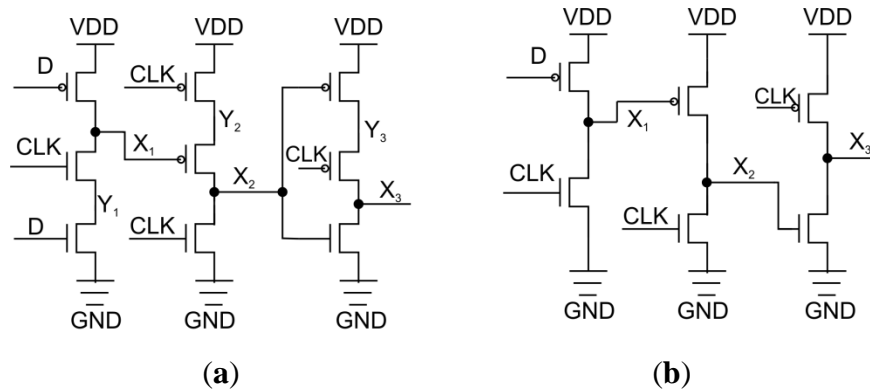 VDD VDD VDD
D CLK
Y₂ Y₃
CLK X₁ CLK
X₂ X₃
Y₁
D CLK
GND GND GND
(a)
VDD VDD VDD
D
CLK
X₁ X₃
CLK X₂
CLK
GND GND GND
(b)